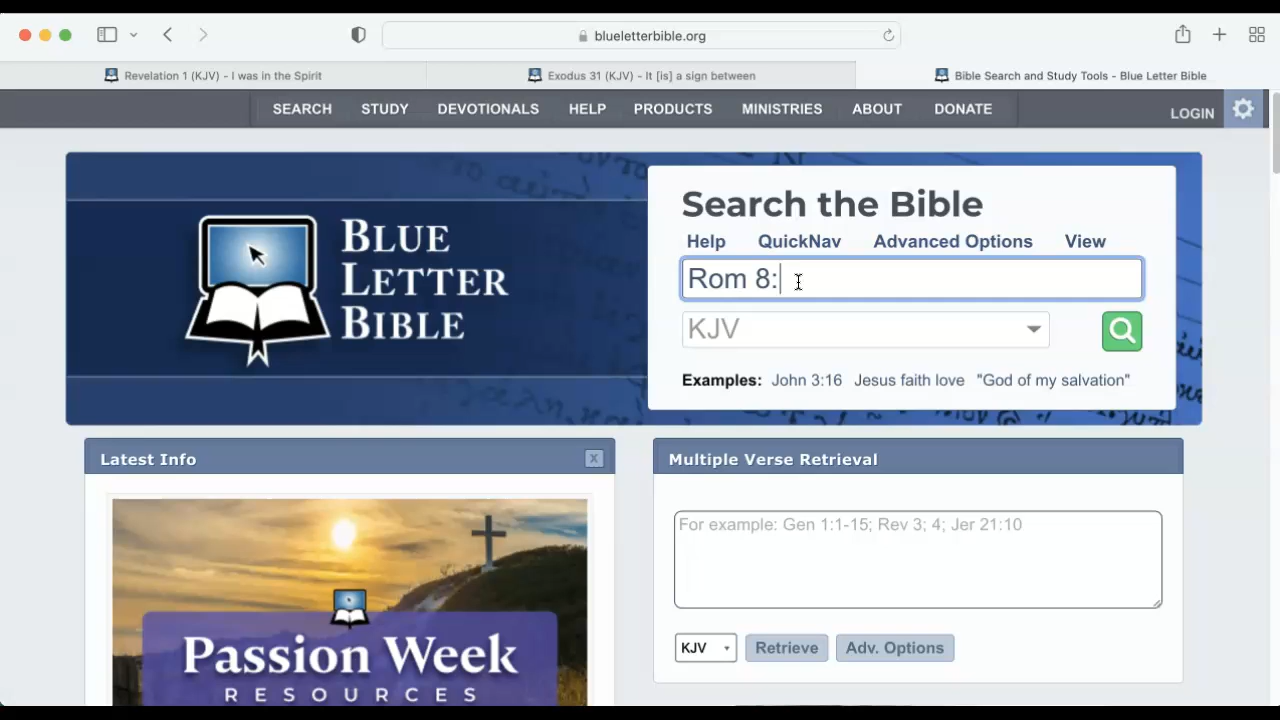 blueletterbible.org
Revelation 1 (KJV) - I was in the Spirit
Exodus 31 (KJV) - It [is] a sign between
Bible Search and Study Tools - Blue Letter Bible
SEARCH STUDY DEVOTIONALS HELP PRODUCTS MINISTRIES ABOUT DONATE LOGIN
BLUE
LETTER
BIBLE
Search the Bible
Help QuickNav Advanced Options View
Rom 8:
KJV
Examples: John 3:16 Jesus faith love "God of my salvation"
Latest Info x
Passion Week
RESOURCES
Multiple Verse Retrieval
For example: Gen 1:1-15; Rev 3; 4; Jer 21:10
KJV Retrieve Adv. Options